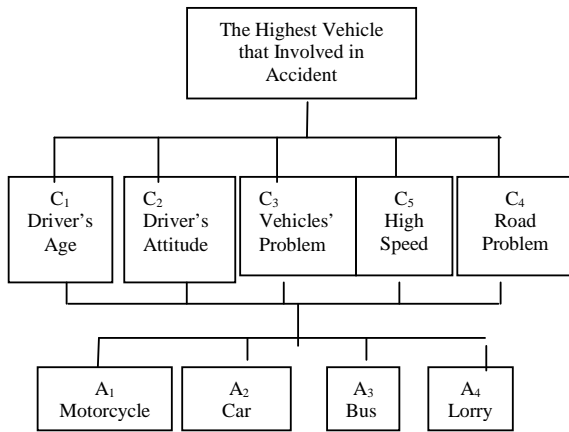 The Highest Vehicle
that Involved in
Accident
C₁
Driver's
Age
C₂
Driver's
Attitude
C₃
Vehicles'
Problem
C₅
High
Speed
C₄
Road
Problem
A₁
Motorcycle
A₂
Car
A₃
Bus
A₄
Lorry